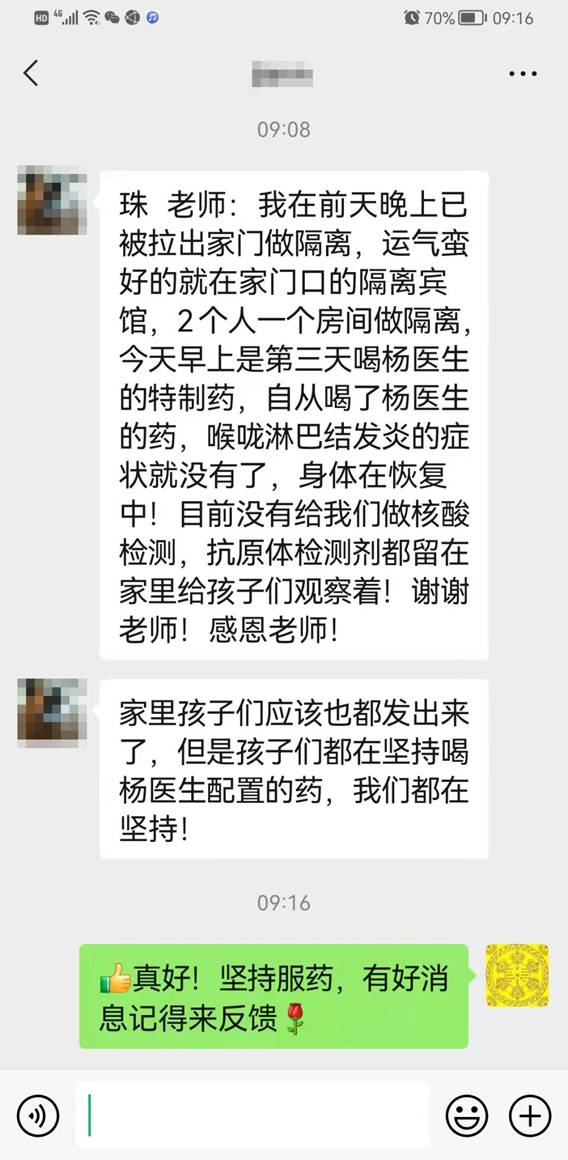 HD 4G 70% 09:16
09:08
珠 老师：我在前天晚上已
被拉出家门做隔离，运气蛮
好的就在家门口的隔离宾
馆，2个人一个房间做隔离，
今天早上是第三天喝杨医生
的特制药，自从喝了杨医生
的药，喉咙淋巴结发炎的症
状就没有了，身体在恢复
中！目前没有给我们做核酸
检测，抗原体检测剂都留在
家里给孩子们观察着！谢谢
老师！感恩老师！
家里孩子们应该也都发出来
了，但是孩子们都在坚持喝
杨医生配置的药，我们都在
坚持！
09:16
👍真好！坚持服药，有好消
息记得来反馈🌹